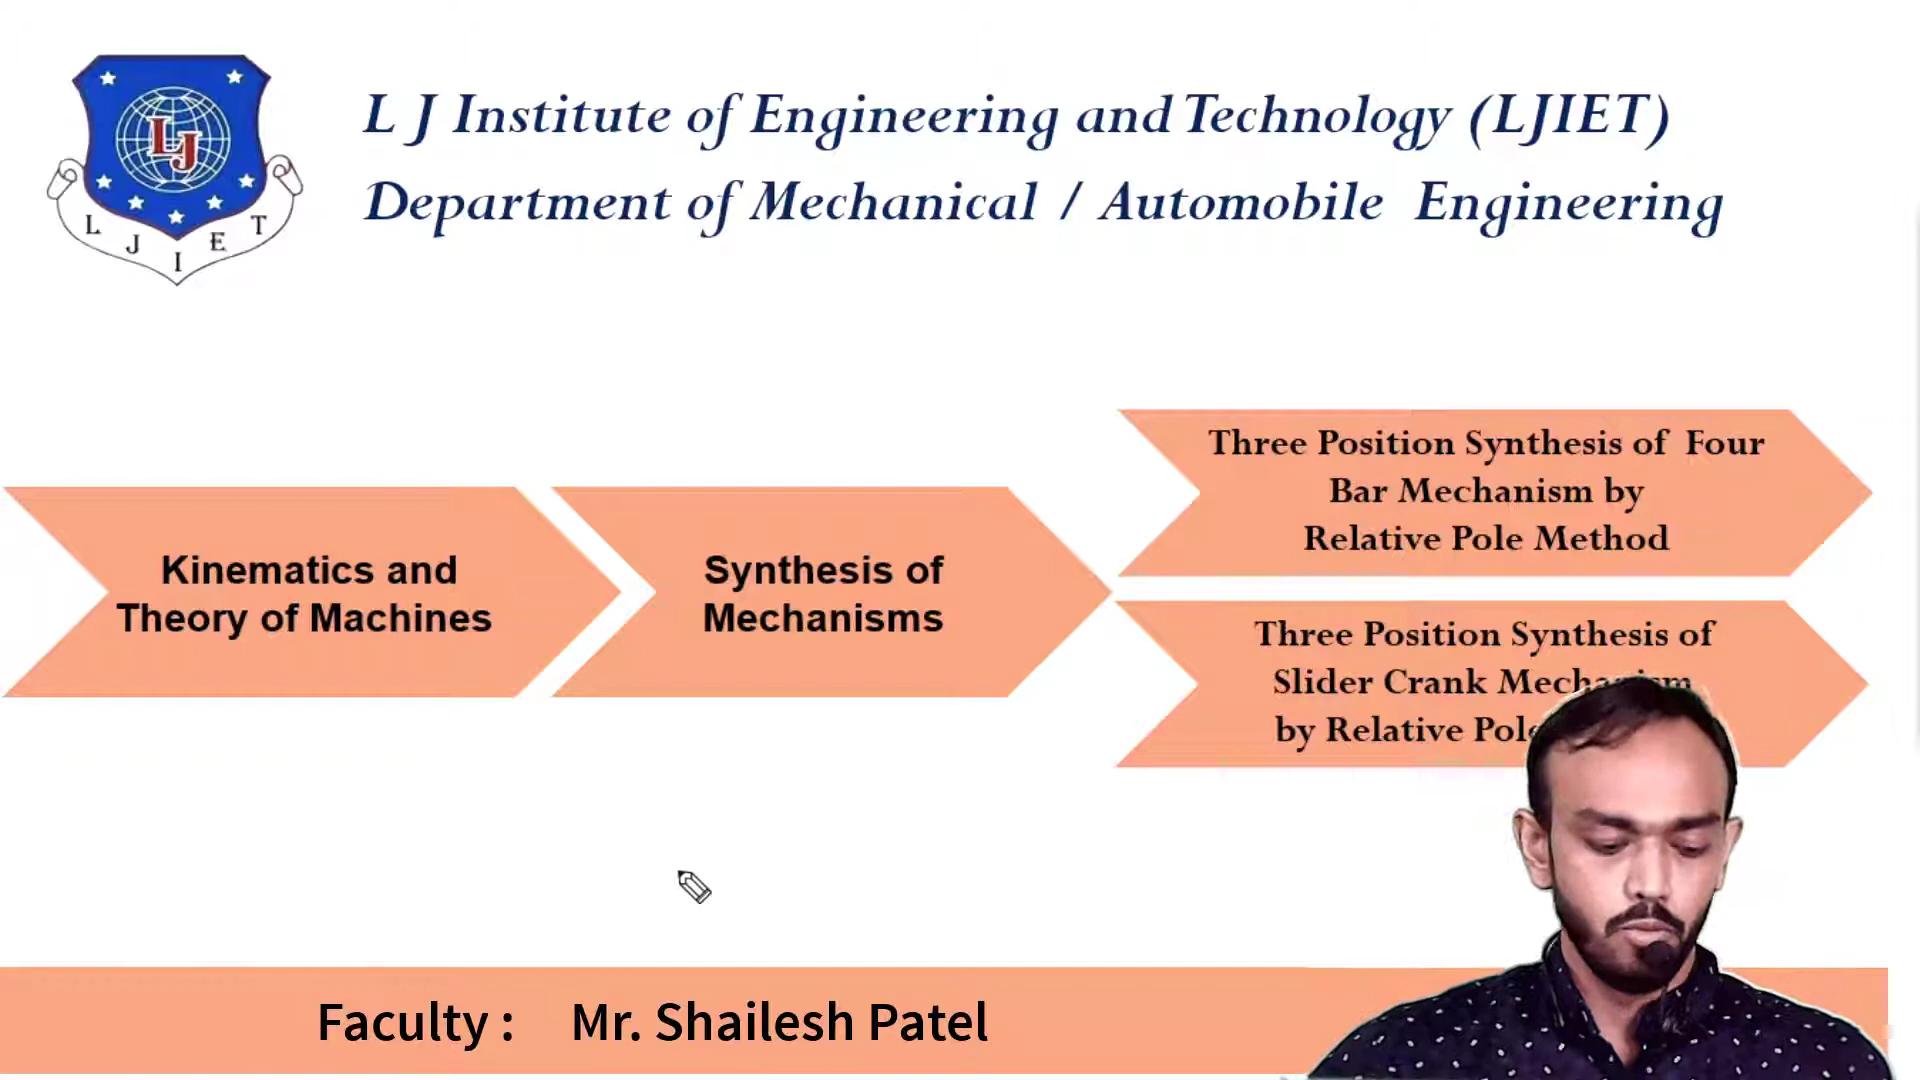 L J Institute of Engineering and Technology (LJIET)
Department of Mechanical / Automobile Engineering
LJ
L J I E T
Kinematics and
Theory of Machines
Synthesis of
Mechanisms
Three Position Synthesis of Four
Bar Mechanism by
Relative Pole Method
Three Position Synthesis of
Slider Crank Mechanism
by Relative Pole
Faculty : Mr. Shailesh Patel